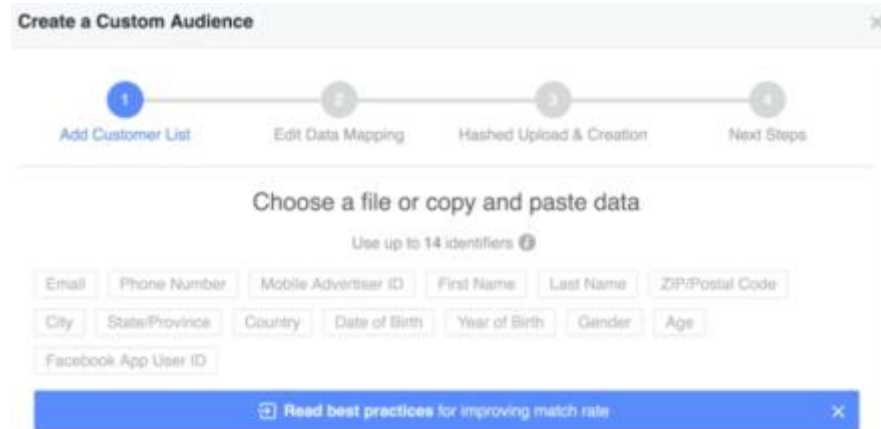 Create a Custom Audience
1 2 3 4
Add Customer List Edit Data Mapping Hashed Upload & Creation Next Steps
Choose a file or copy and paste data
Use up to 14 identifiers
Email Phone Number Mobile Advertiser ID First Name Last Name ZIP/Postal Code
City State/Province Country Date of Birth Year of Birth Gender Age
Facebook App User ID
Read best practices for improving match rate